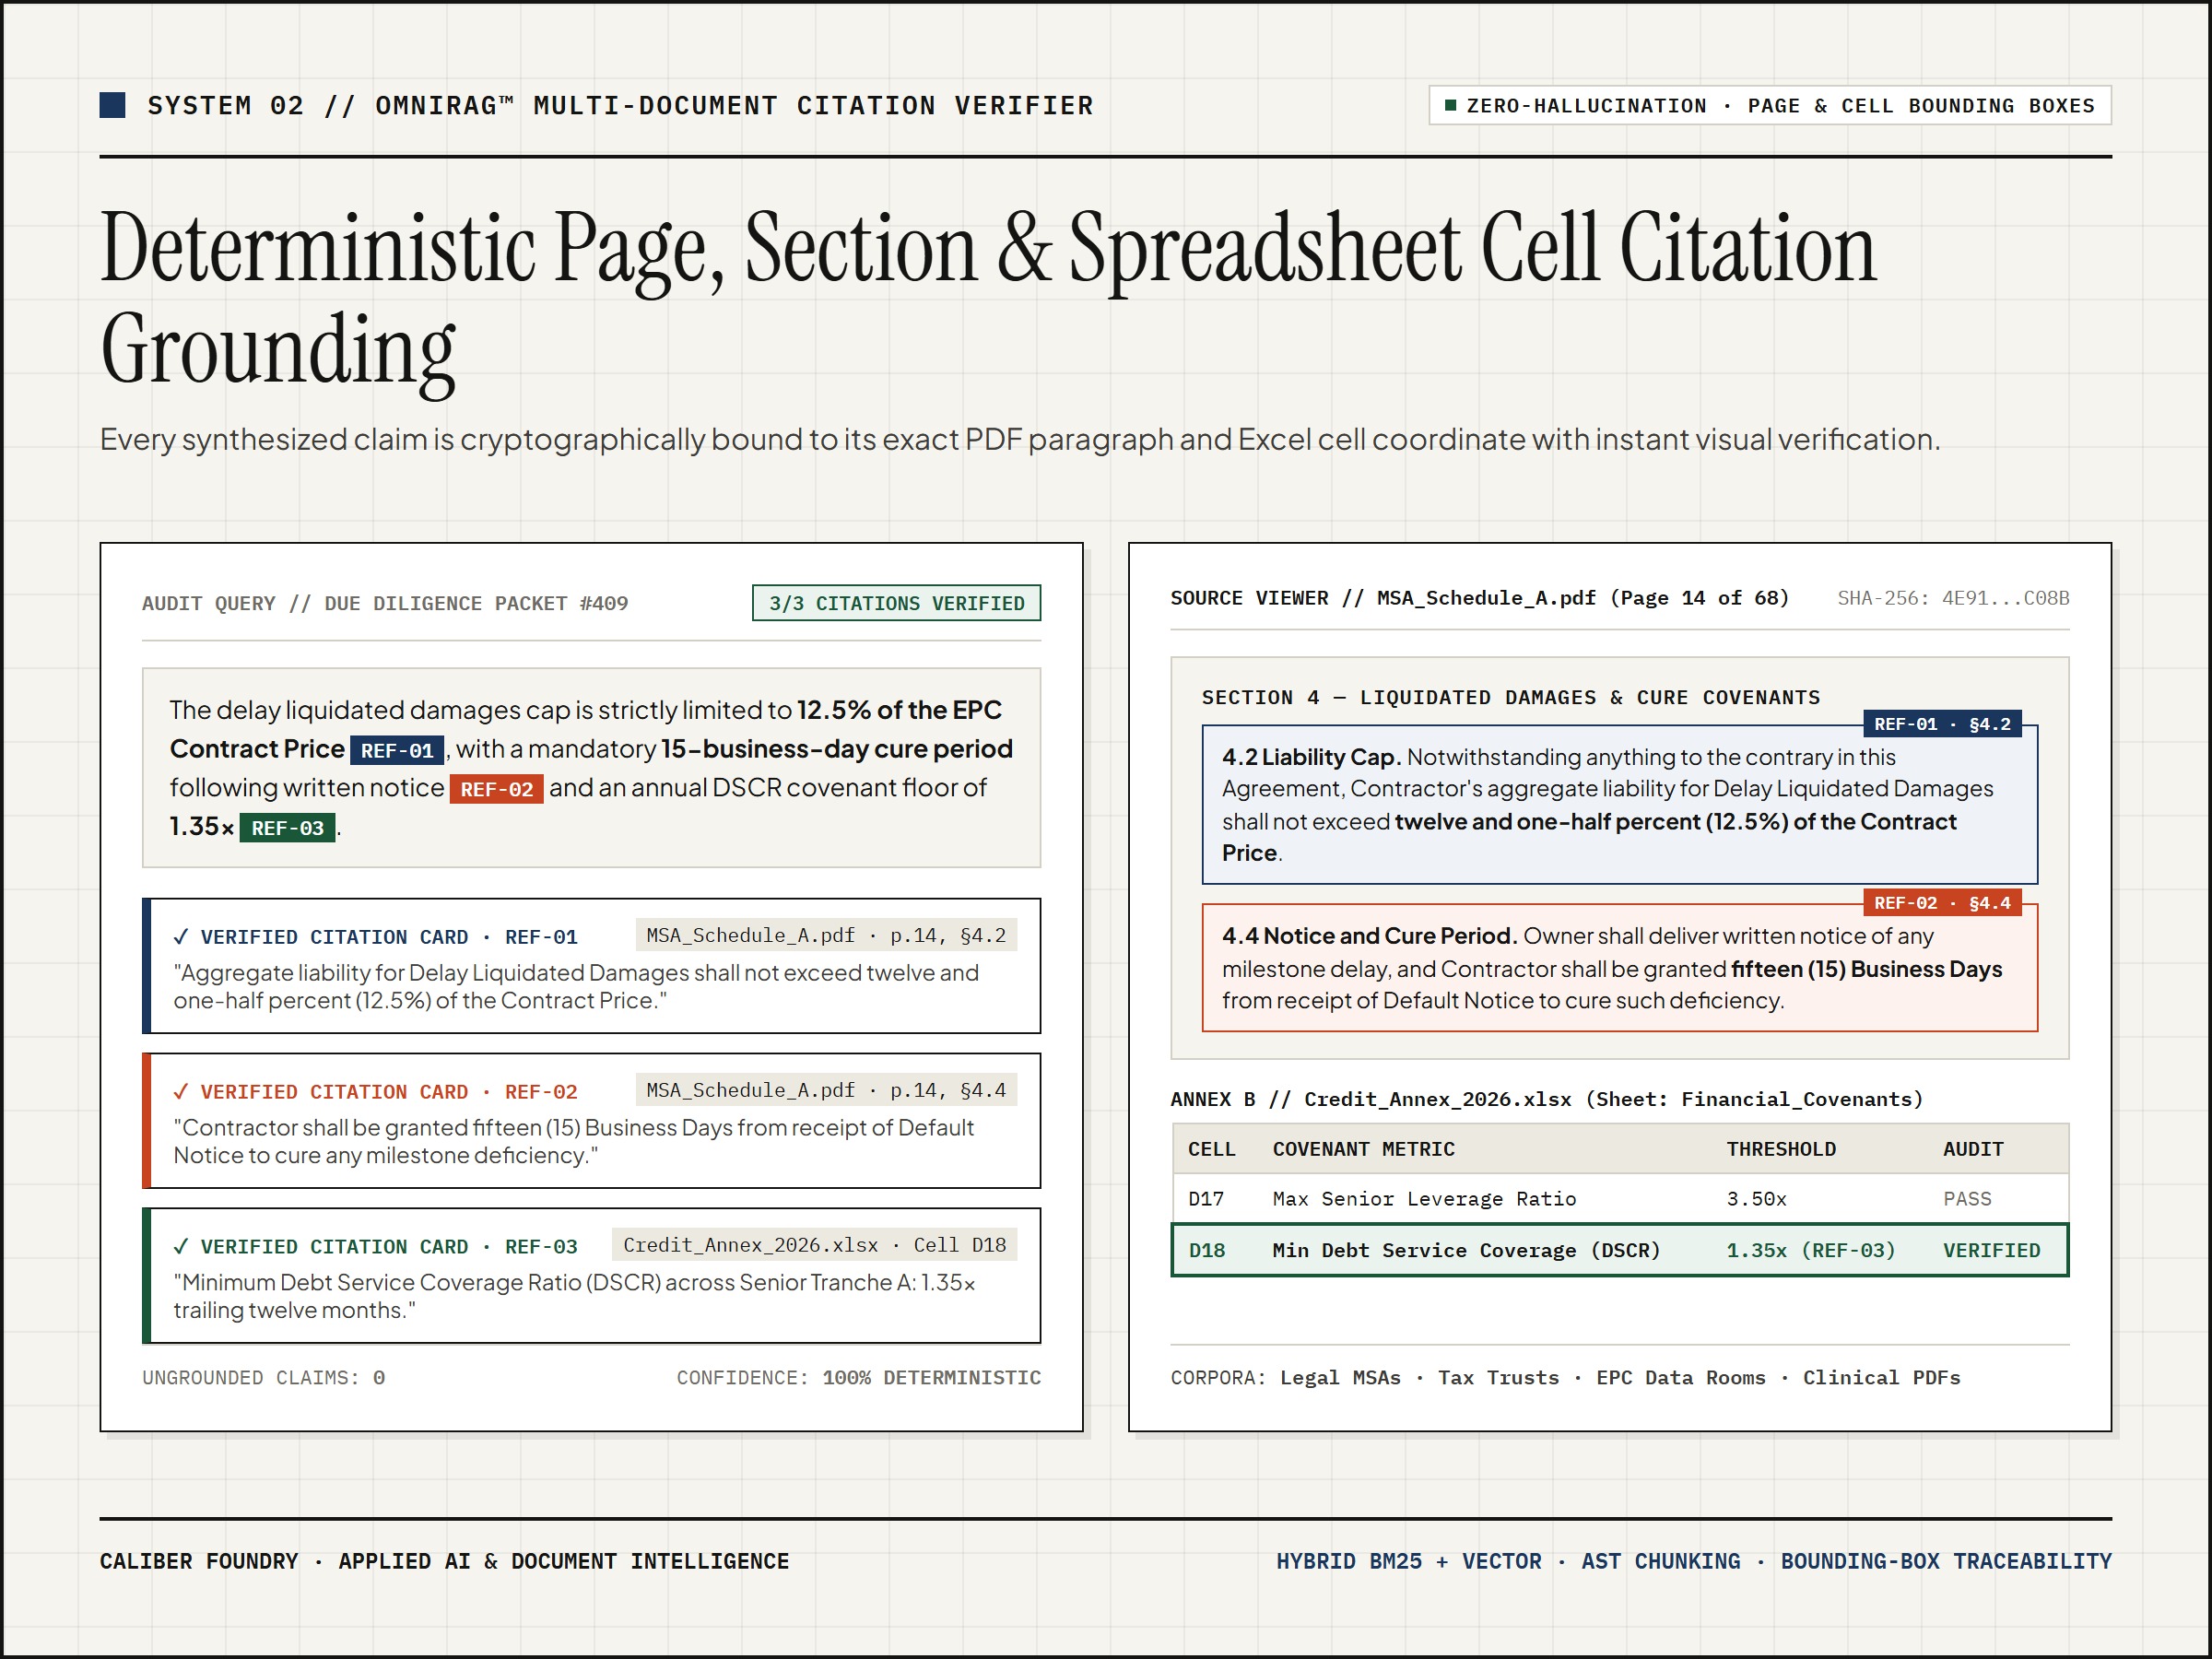 SYSTEM 02 // OMNIRAG™ MULTI-DOCUMENT CITATION VERIFIER
ZERO-HALLUCINATION · PAGE & CELL BOUNDING BOXES
Deterministic Page, Section & Spreadsheet Cell Citation
Grounding
Every synthesized claim is cryptographically bound to its exact PDF paragraph and Excel cell coordinate with instant visual verification.
AUDIT QUERY // DUE DILIGENCE PACKET #409
3/3 CITATIONS VERIFIED
The delay liquidated damages cap is strictly limited to 12.5% of the EPC
Contract Price REF-01, with a mandatory 15-business-day cure period
following written notice REF-02 and an annual DSCR covenant floor of
1.35× REF-03.
✓ VERIFIED CITATION CARD · REF-01
MSA_Schedule_A.pdf · p.14, §4.2
"Aggregate liability for Delay Liquidated Damages shall not exceed twelve and
one-half percent (12.5%) of the Contract Price."
✓ VERIFIED CITATION CARD · REF-02
MSA_Schedule_A.pdf · p.14, §4.4
"Contractor shall be granted fifteen (15) Business Days from receipt of Default
Notice to cure any milestone deficiency."
✓ VERIFIED CITATION CARD · REF-03
Credit_Annex_2026.xlsx · Cell D18
"Minimum Debt Service Coverage Ratio (DSCR) across Senior Tranche A: 1.35×
trailing twelve months."
UNGROUNDED CLAIMS: 0
CONFIDENCE: 100% DETERMINISTIC
SOURCE VIEWER // MSA_Schedule_A.pdf (Page 14 of 68)
SHA-256: 4E91...C08B
SECTION 4 — LIQUIDATED DAMAGES & CURE COVENANTS
REF-01 · §4.2
4.2 Liability Cap. Notwithstanding anything to the contrary in this
Agreement, Contractor's aggregate liability for Delay Liquidated Damages
shall not exceed twelve and one-half percent (12.5%) of the Contract
Price.
REF-02 · §4.4
4.4 Notice and Cure Period. Owner shall deliver written notice of any
milestone delay, and Contractor shall be granted fifteen (15) Business Days
from receipt of Default Notice to cure such deficiency.
ANNEX B // Credit_Annex_2026.xlsx (Sheet: Financial_Covenants)
CELL COVENANT METRIC THRESHOLD AUDIT
D17 Max Senior Leverage Ratio 3.50x PASS
D18 Min Debt Service Coverage (DSCR) 1.35x (REF-03) VERIFIED
CORPORA: Legal MSAs · Tax Trusts · EPC Data Rooms · Clinical PDFs
CALIBER FOUNDRY · APPLIED AI & DOCUMENT INTELLIGENCE
HYBRID BM25 + VECTOR · AST CHUNKING · BOUNDING-BOX TRACEABILITY